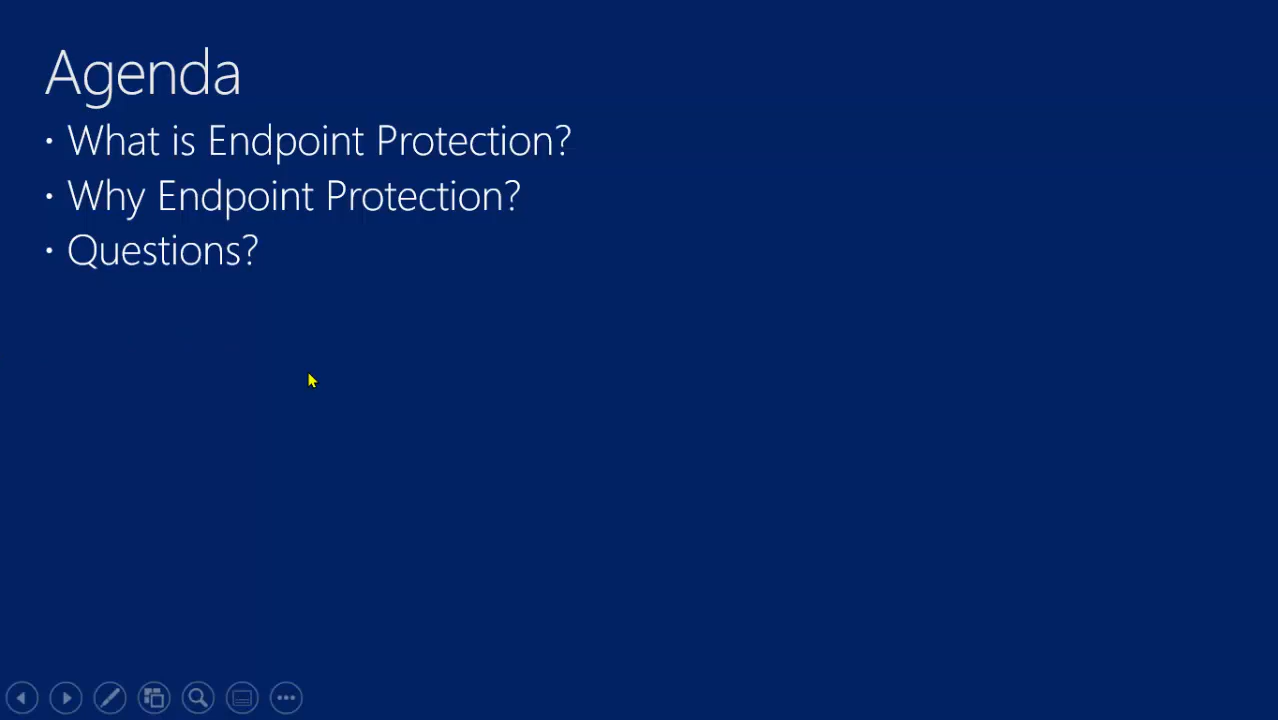 Agenda
• What is Endpoint Protection?
• Why Endpoint Protection?
• Questions?